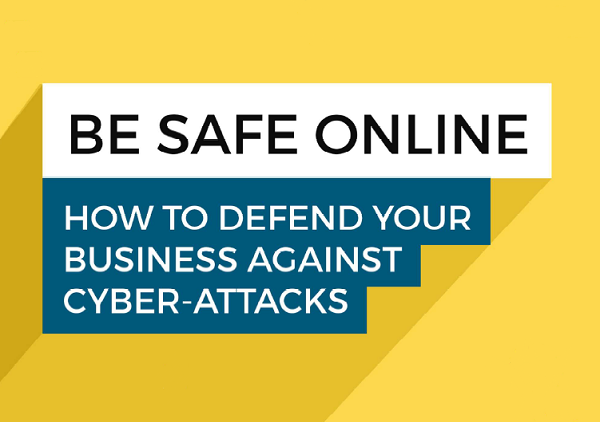 BE SAFE ONLINE
HOW TO DEFEND YOUR
BUSINESS AGAINST
CYBER-ATTACKS